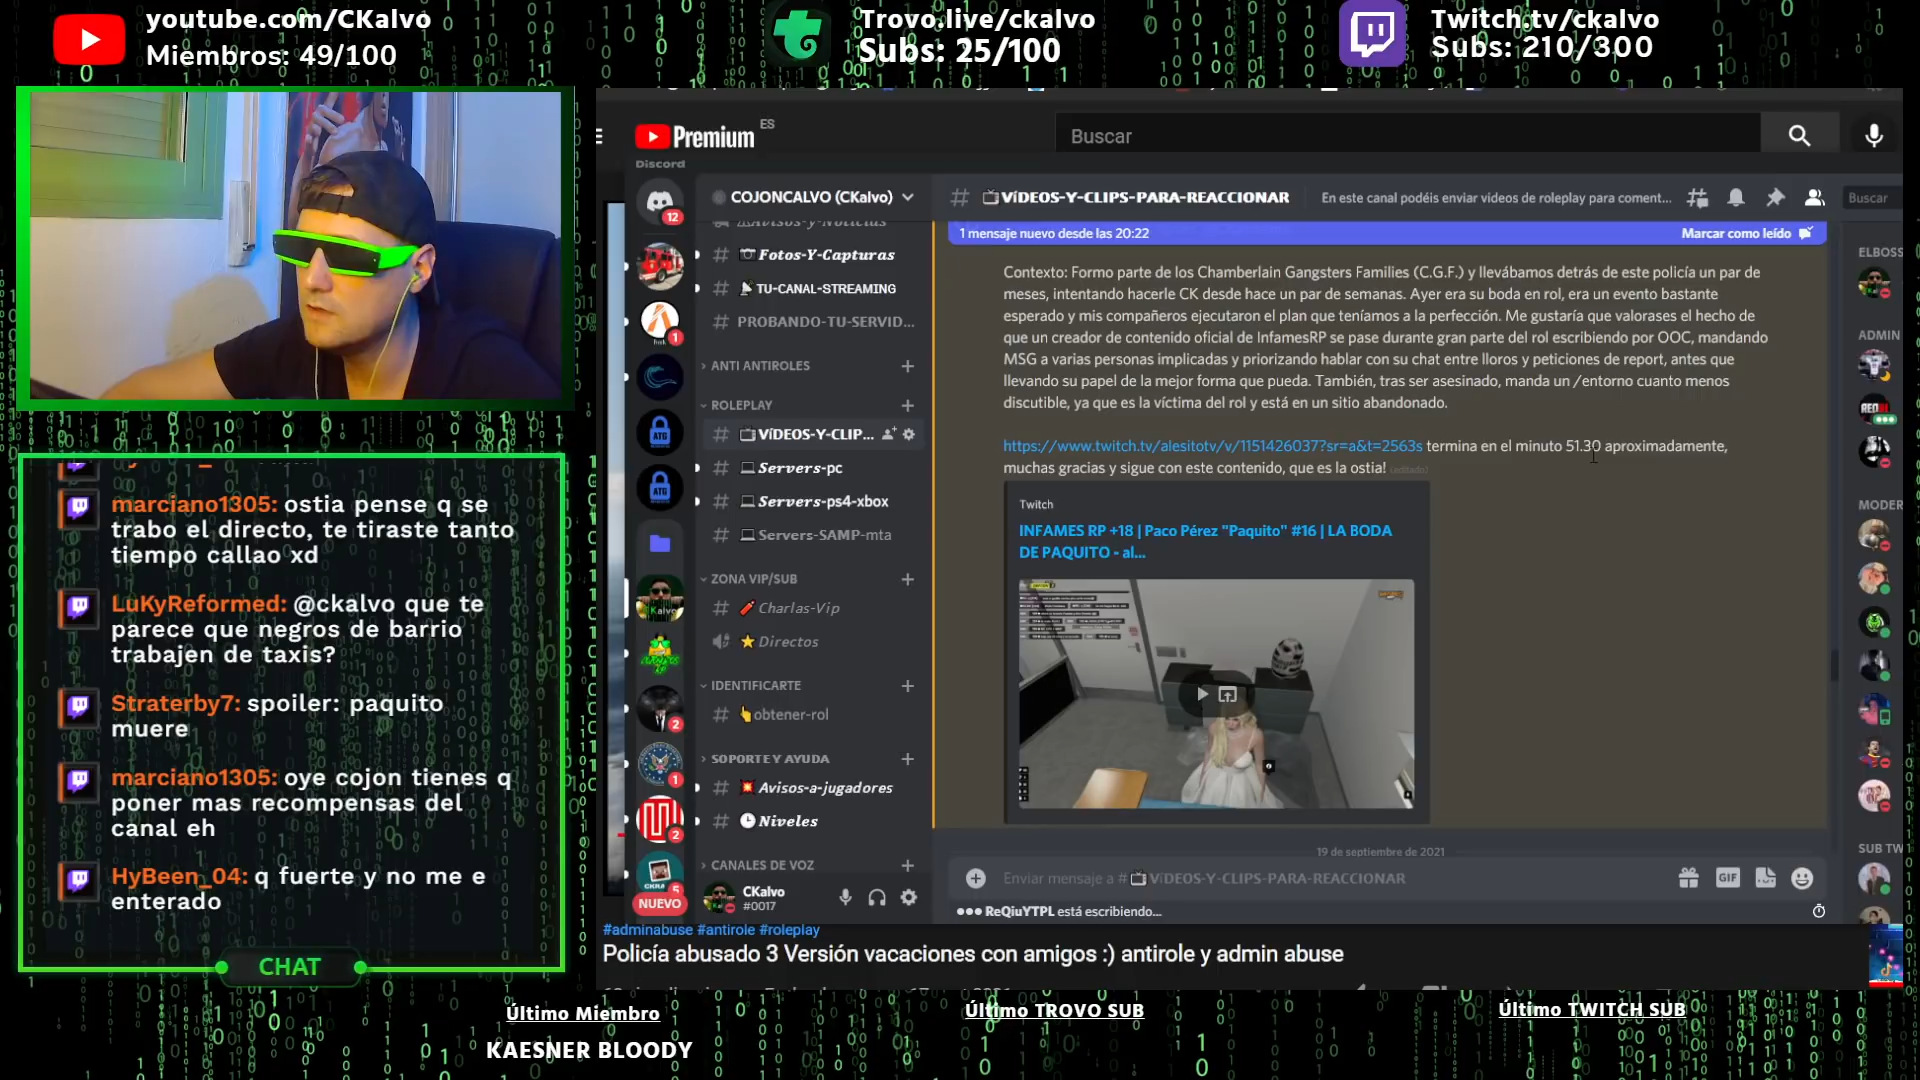 youtube.com/CKalvo
Miembros: 49/100
Trovo.live/ckalvo
Subs: 25/100
Twitch.tv/ckalvo
Subs: 210/300
Premium
ES
Buscar
Discord
12
COJONCALVO (CKalvo)
Avisos-y-Noticias
Fotos-Y-Capturas
TU-CANAL-STREAMING
PROBANDO-TU-SERVID...
ANTI ANTIROLES
ROLEPLAY
VíDEOS-Y-CLIP...
Servers-pc
Servers-ps4-xbox
Servers-SAMP-mta
ZONA VIP/SUB
Charlas-Vip
Directos
IDENTIFICARTE
obtener-rol
SOPORTE Y AYUDA
Avisos-a-jugadores
Niveles
CANALES DE VOZ
CKalvo
#0017
1
ATG
ATG
2
1
2
5
NUEVO
VíDEOS-Y-CLIPS-PARA-REACCIONAR
En este canal podéis enviar videos de roleplay para coment...
Buscar
1 mensaje nuevo desde las 20:22
Marcar como leído
Contexto: Formo parte de los Chamberlain Gangsters Families (C.G.F.) y llevábamos detrás de este policía un par de
meses, intentando hacerle CK desde hace un par de semanas. Ayer era su boda en rol, era un evento bastante
esperado y mis compañeros ejecutaron el plan que teníamos a la perfección. Me gustaría que valorases el hecho de
que un creador de contenido oficial de InfamesRP se pase durante gran parte del rol escribiendo por OOC, mandando
MSG a varias personas implicadas y priorizando hablar con su chat entre lloros y peticiones de report, antes que
llevando su papel de la mejor forma que pueda. También, tras ser asesinado, manda un /entorno cuanto menos
discutible, ya que es la víctima del rol y está en un sitio abandonado.
https://www.twitch.tv/alesitotv/v/1151426037?sr=a&t=2563s termina en el minuto 51.30 aproximadamente,
muchas gracias y sigue con este contenido, que es la ostia! (editado)
Twitch
INFAMES RP +18 | Paco Pérez "Paquito" #16 | LA BODA
DE PAQUITO - al...
19 de septiembre de 2021
Enviar mensaje a #VíDEOS-Y-CLIPS-PARA-REACCIONAR
GIF
ReQiuYTPL está escribiendo...
ELBOSS
ADMIN
MODER
SUB TW
#adminabuse #antirole #roleplay
Policía abusado 3 Versión vacaciones con amigos :) antirole y admin abuse
marciano1305: ostia pense q se
trabo el directo, te tiraste tanto
tiempo callao xd
LuKyReformed: @ckalvo que te
parece que negros de barrio
trabajen de taxis?
Straterby7: spoiler: paquito
muere
marciano1305: oye cojon tienes q
poner mas recompensas del
canal eh
HyBeen_04: q fuerte y no me e
enterado
CHAT
Último Miembro
KAESNER BLOODY
Último TROVO SUB
Último TWITCH SUB